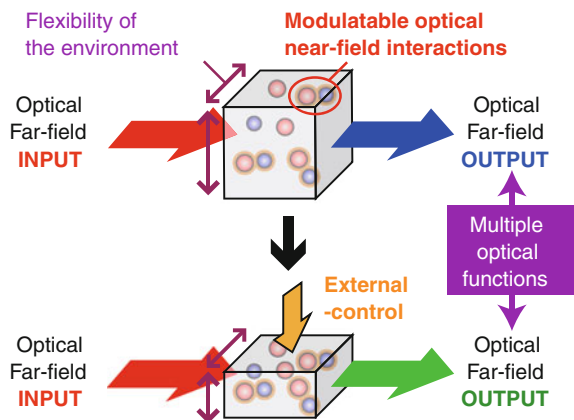 Flexibility of
the environment
Modulatable optical
near-field interactions
Optical
Far-field
INPUT
Optical
Far-field
OUTPUT
Multiple
optical
functions
External
-control
Optical
Far-field
INPUT
Optical
Far-field
OUTPUT